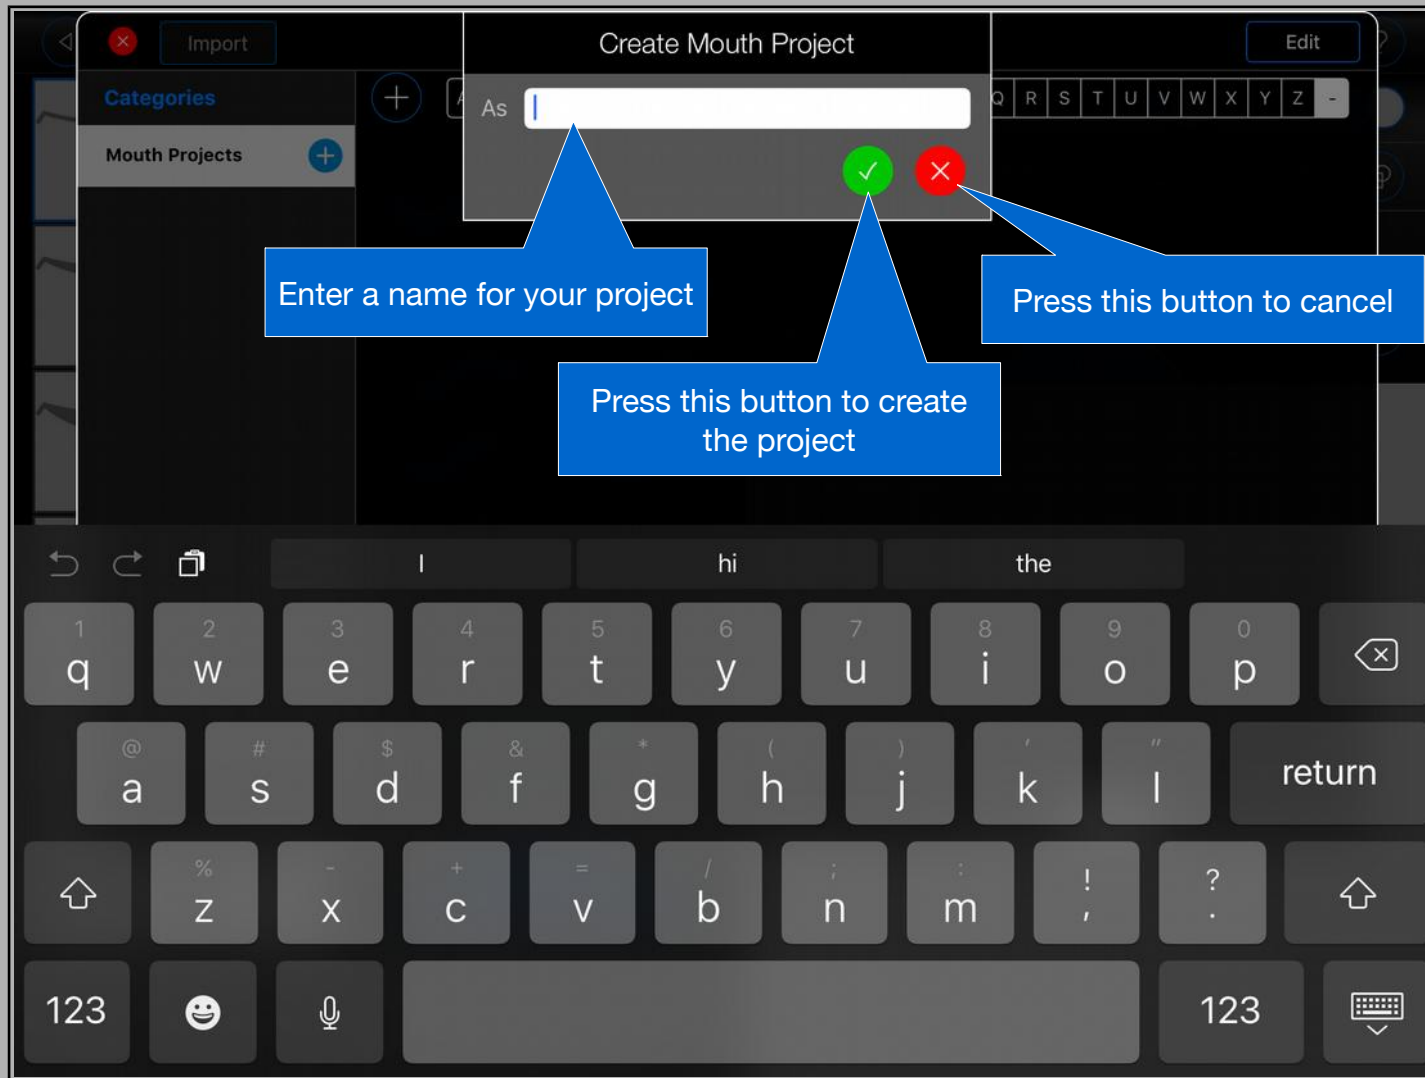 Import
Create Mouth Project
Edit
?
Categories
A
As
Q R S T U V W X Y Z -
Mouth Projects
Enter a name for your project
Press this button to cancel
Press this button to create
the project
I hi the
1 2 3 4 5 6 7 8 9 0
q w e r t y u i o p
@ # $ & * ( ) ' "
a s d f g h j k l return
% - + = / ; : ! ?
z x c v b n m , .
123 123